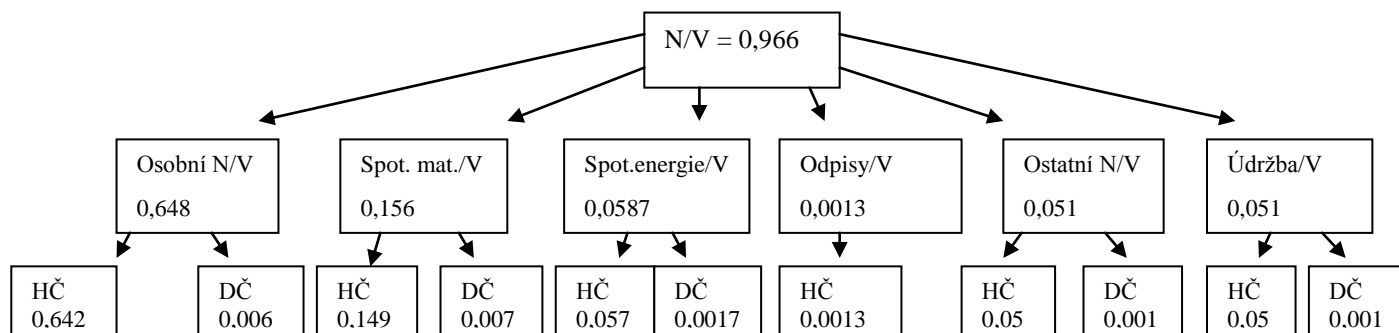 N/V = 0,966
Osobní N/V
0,648
Spot. mat./V
0,156
Spot.energie/V
0,0587
Odpisy/V
0,0013
Ostatní N/V
0,051
Údržba/V
0,051
HČ
0,642
DČ
0,006
HČ
0,149
DČ
0,007
HČ
0,057
DČ
0,0017
HČ
0,0013
HČ
0,05
DČ
0,001
HČ
0,05
DČ
0,001